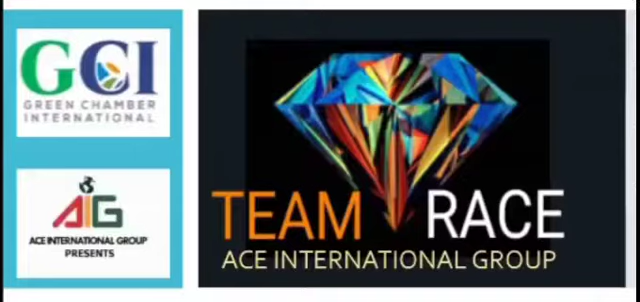 GCI
GREEN CHAMBER
INTERNATIONAL
AIG
ACE INTERNATIONAL GROUP
PRESENTS
TEAM RACE
ACE INTERNATIONAL GROUP